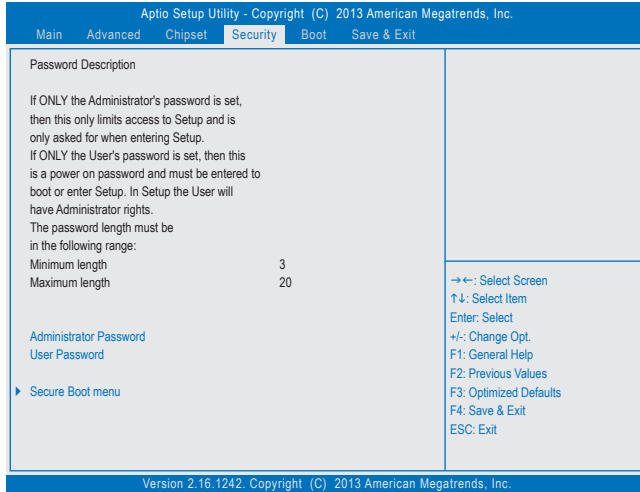 Aptio Setup Utility - Copyright (C) 2013 American Megatrends, Inc.
Main Advanced Chipset Security Boot Save & Exit
Password Description
If ONLY the Administrator's password is set,
then this only limits access to Setup and is
only asked for when entering Setup.
If ONLY the User's password is set, then this
is a power on password and must be entered to
boot or enter Setup. In Setup the User will
have Administrator rights.
The password length must be
in the following range:
Minimum length 3
Maximum length 20
Administrator Password
User Password
Secure Boot menu
→←: Select Screen
↑↓: Select Item
Enter: Select
+/-: Change Opt.
F1: General Help
F2: Previous Values
F3: Optimized Defaults
F4: Save & Exit
ESC: Exit
Version 2.16.1242. Copyright (C) 2013 American Megatrends, Inc.